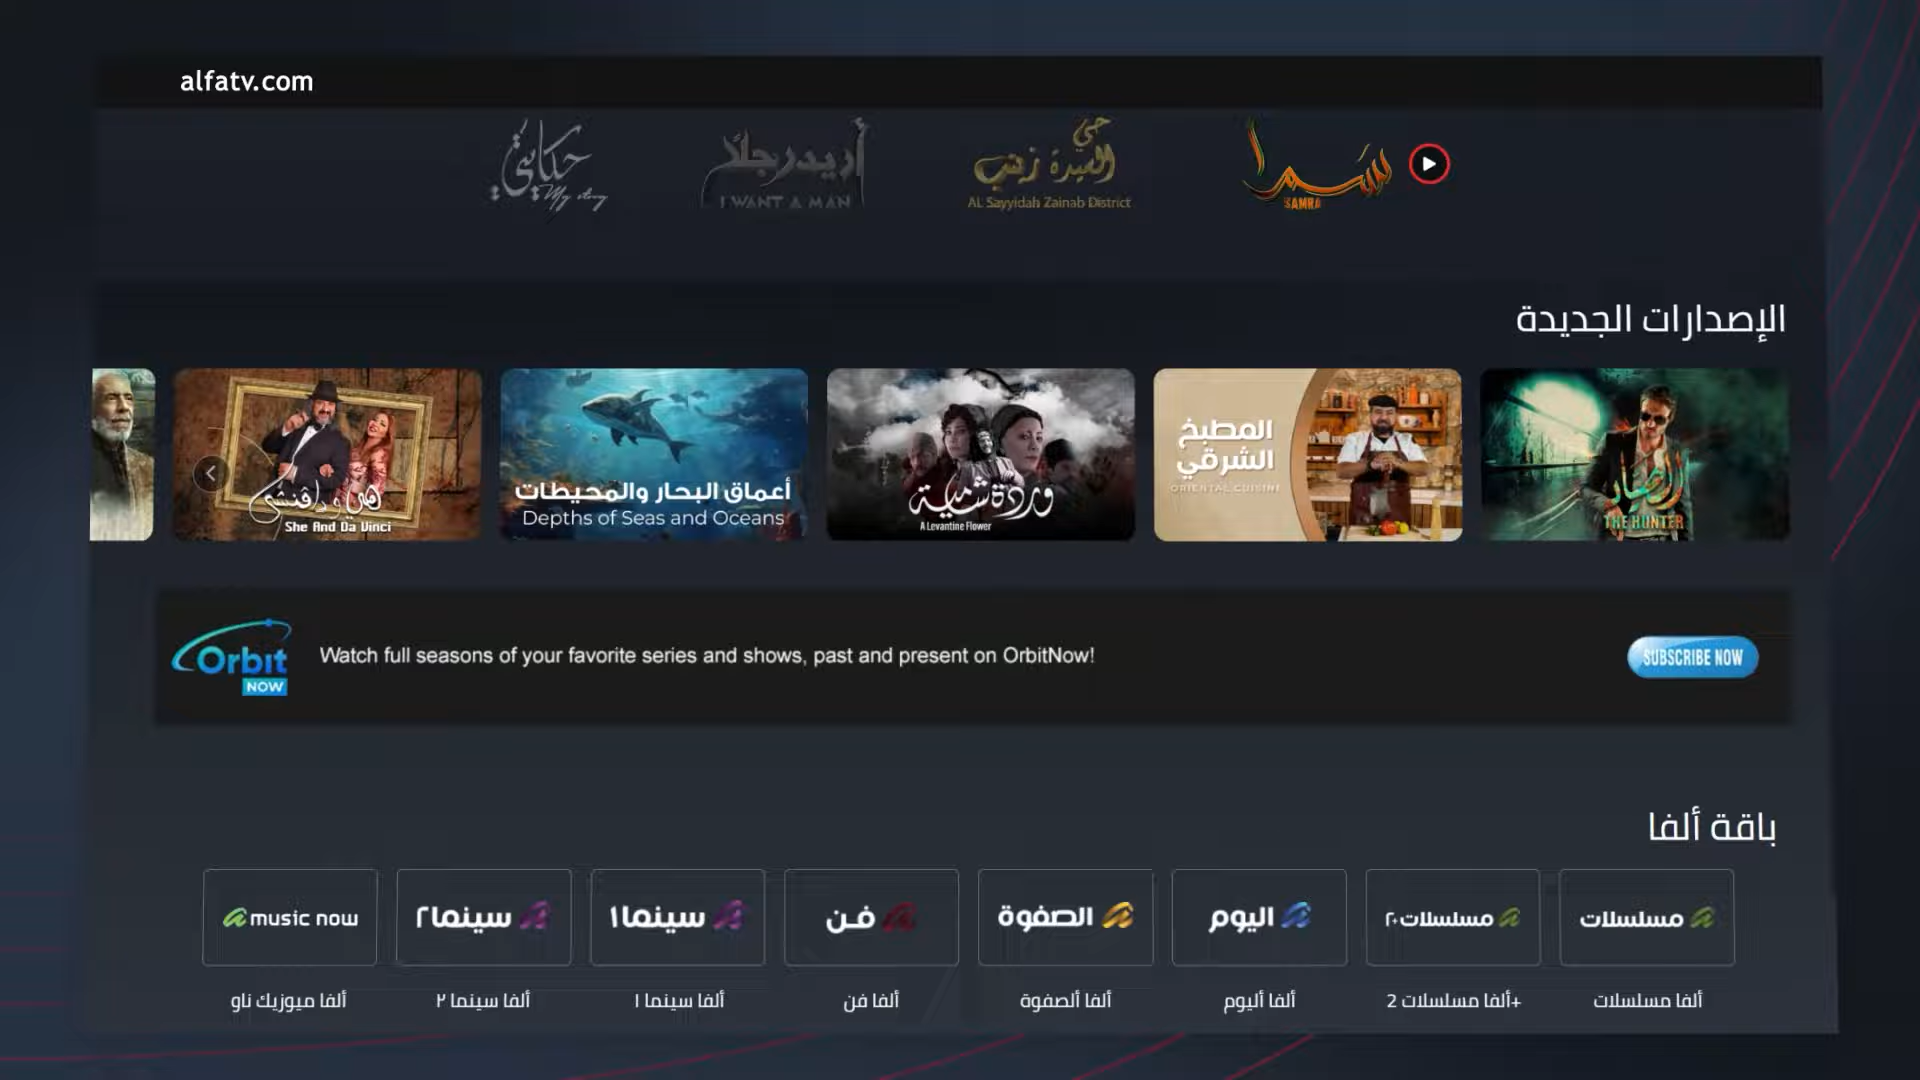 alfatv.com
سمرا
SAMRA
حي
السيدة زينب
AL Sayyidah Zainab District
أريد رجلا
I WANT A MAN
حكايتي
My story
الإصدارات الجديدة
الصياد
THE HUNTER
المطبخ
الشرقي
ORIENTAL CUISINE
وردة شامية
A Levantine Flower
أعماق البحار والمحيطات
Depths of Seas and Oceans
هي ودافنشي
She And Da Vinci
Orbit
NOW
Watch full seasons of your favorite series and shows, past and present on OrbitNow!
SUBSCRIBE NOW
باقة ألفا
مسلسلات
مسلسلات+٢
اليوم
الصفوة
فن
سينما١
سينما٢
music now
ألفا مسلسلات
ألفا مسلسلات 2+
ألفا أليوم
ألفا ألصفوة
ألفا فن
ألفا سينما ١
ألفا سينما ٢
ألفا ميوزيك ناو